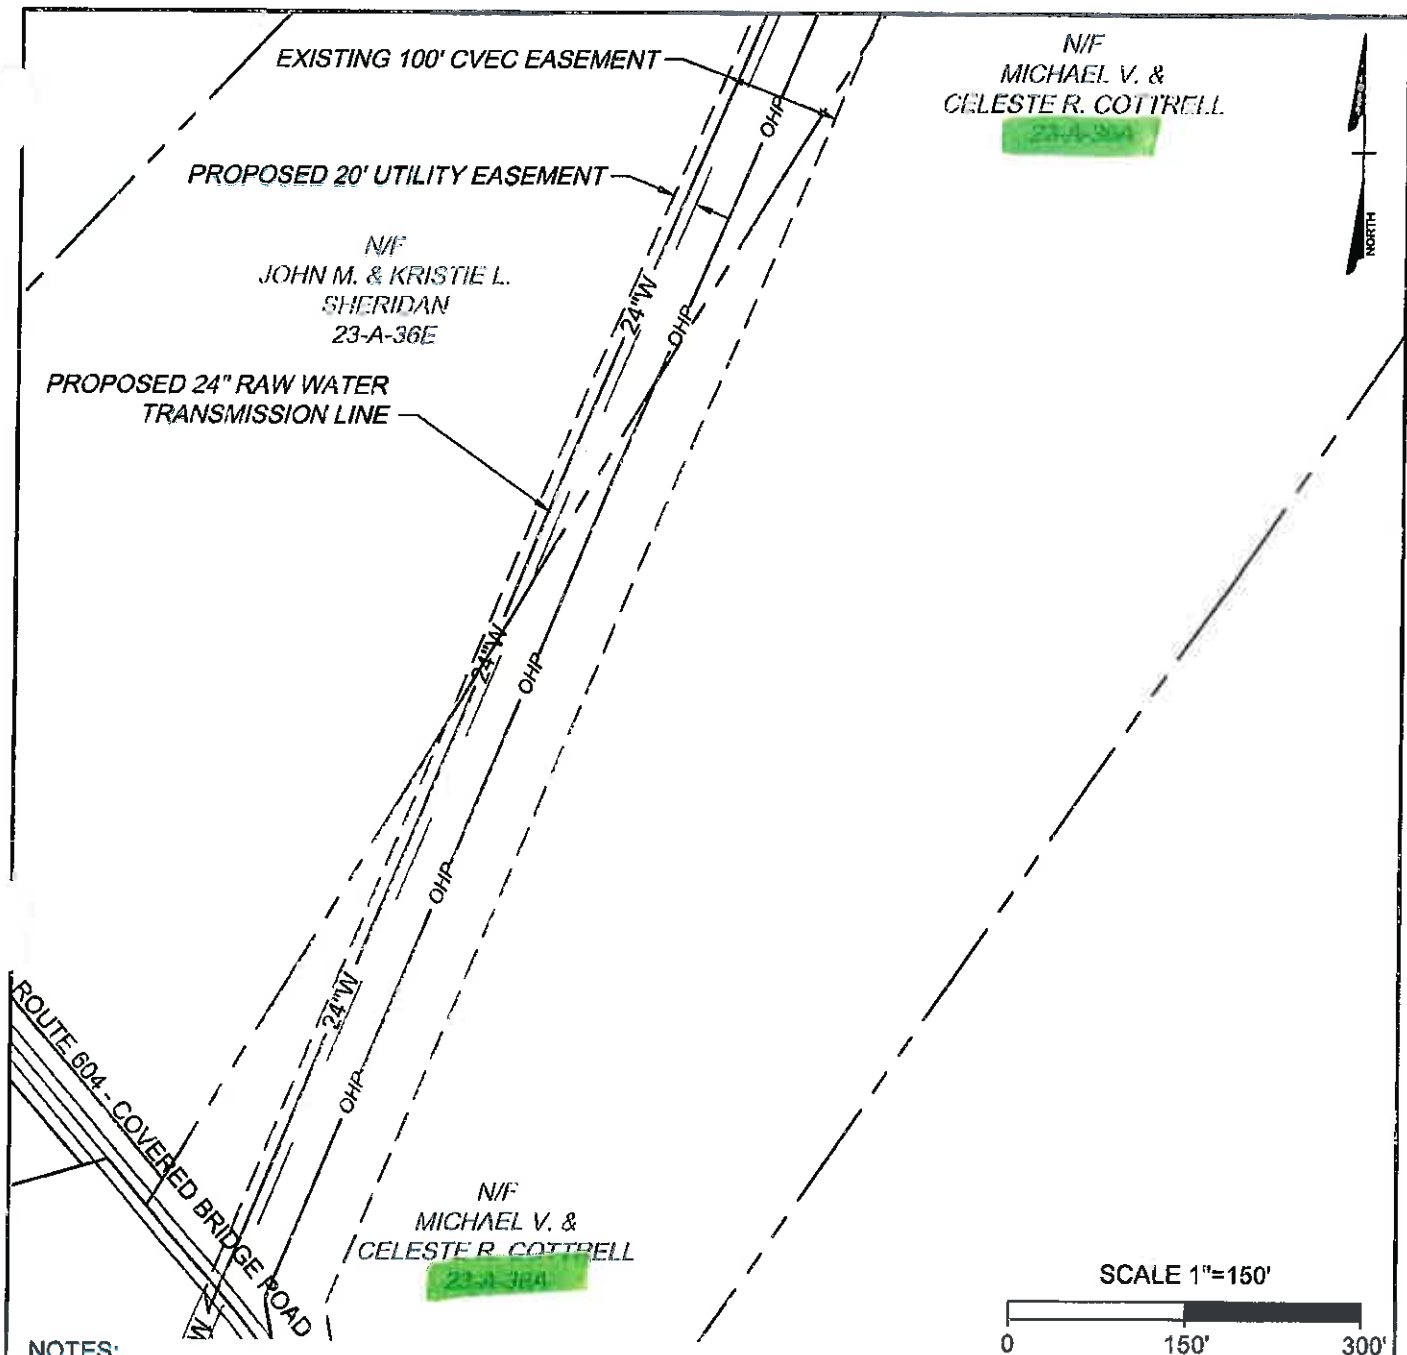 EXISTING 100' CVEC EASEMENT
N/F
MICHAEL V. &
CELESTE R. COTTRELL
NORTH
PROPOSED 20' UTILITY EASEMENT
N/F
JOHN M. & KRISTIE L.
SHERIDAN
23-A-36E
PROPOSED 24" RAW WATER
TRANSMISSION LINE
OHP
24"W
OHP
24"W
OHP
OHP
24"W
OHP
ROUTE 604 - COVERED BRIDGE ROAD
W
N/F
MICHAEL V. &
CELESTE R. COTTRELL
SCALE 1"=150'
0 150' 300'
NOTES: